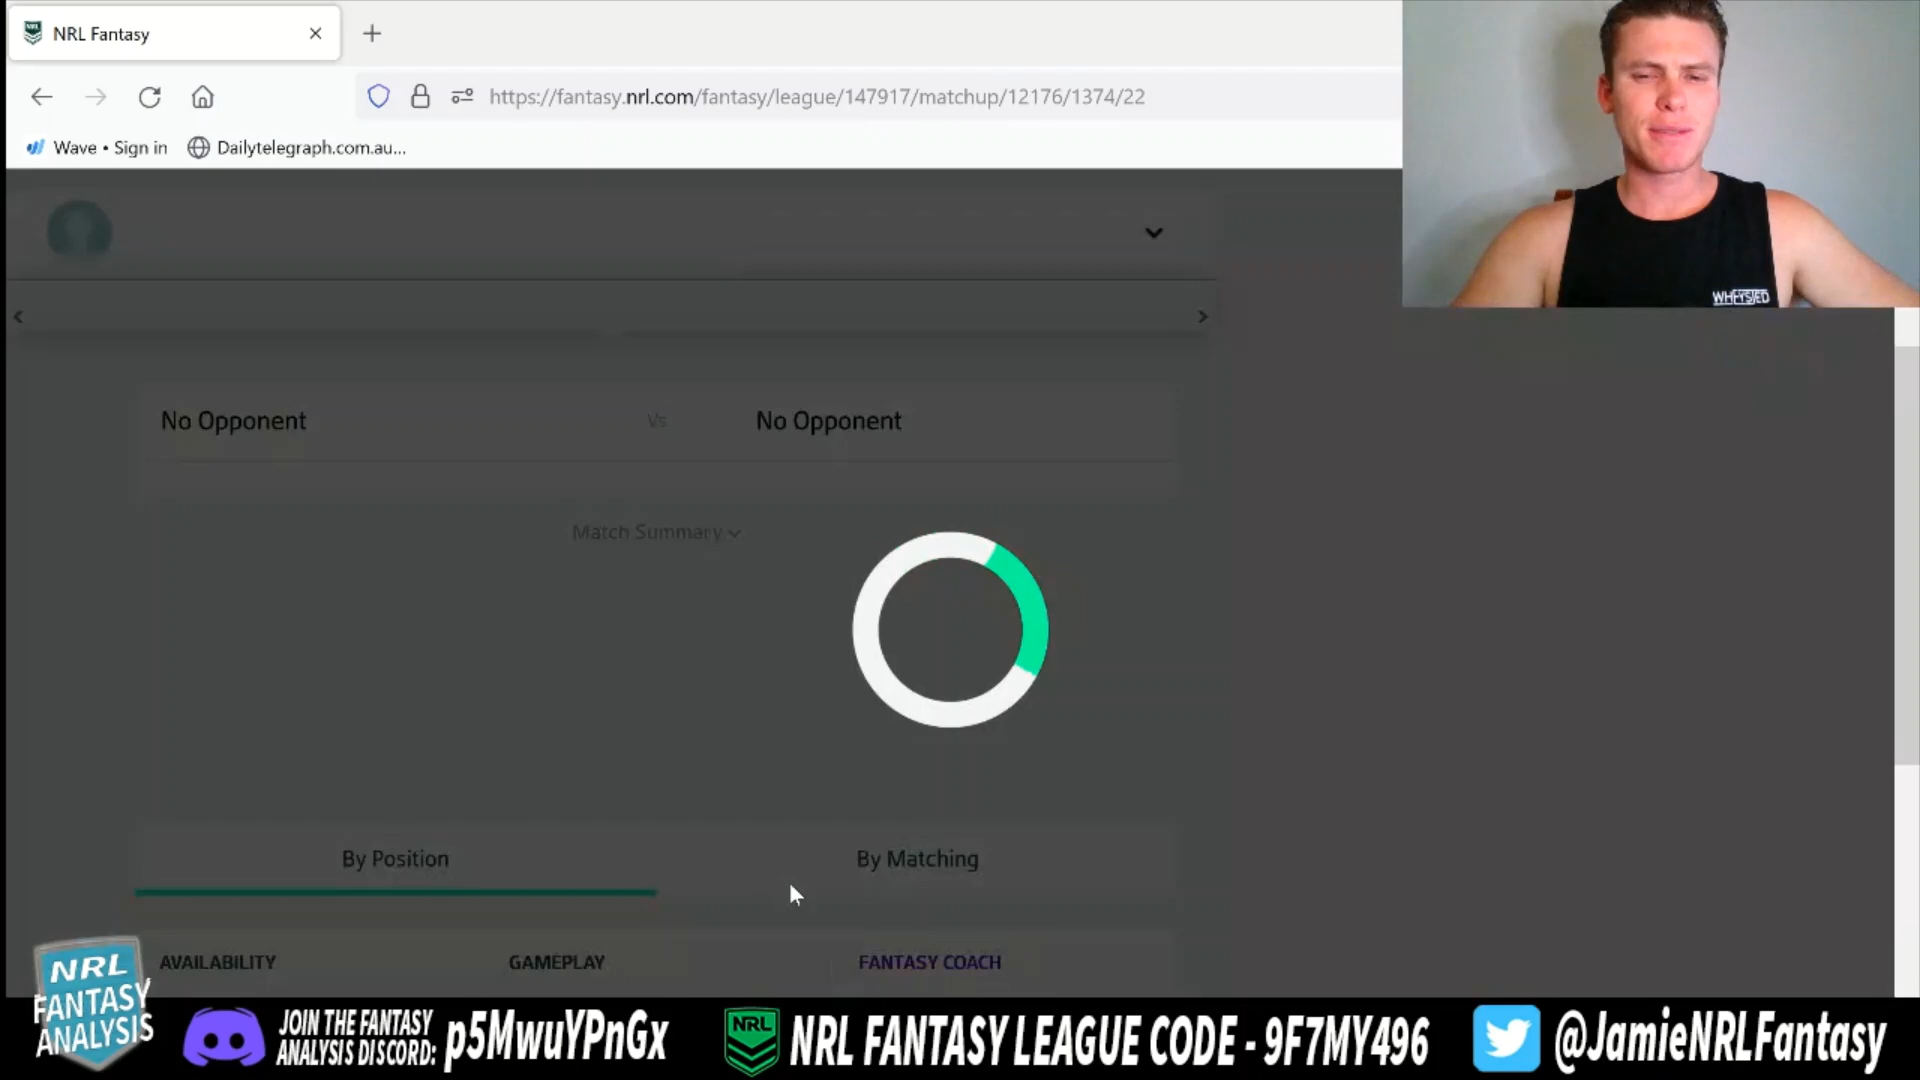 NRL Fantasy
https://fantasy.nrl.com/fantasy/league/147917/matchup/12176/1374/22
Wave • Sign in
Dailytelegraph.com.au...
WHEYSTED
No Opponent
Vs
No Opponent
Match Summary
By Position
By Matching
AVAILABILITY
GAMEPLAY
FANTASY COACH
NRL
FANTASY
ANALYSIS
JOIN THE FANTASY
ANALYSIS DISCORD:
p5MwuYPnGx
NRL
NRL FANTASY LEAGUE CODE - 9F7MY496
@JamieNRLFantasy